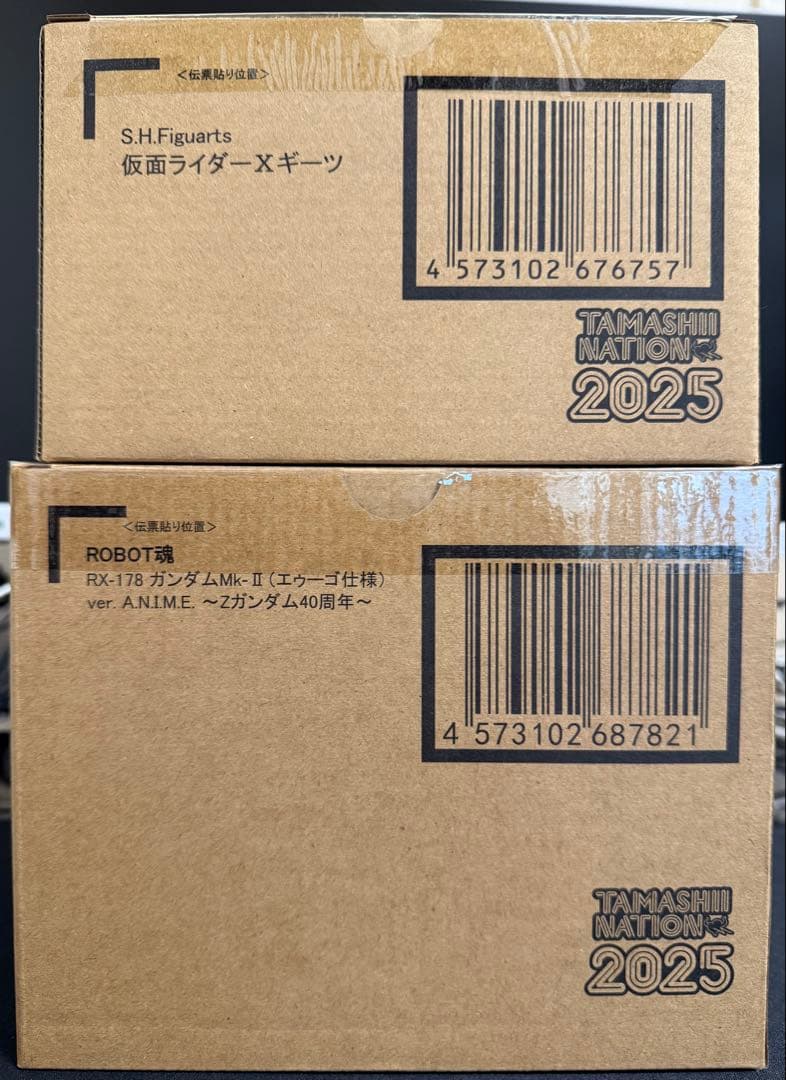 <伝票貼り位置>
S.H.Figuarts
仮面ライダーXギーツ
4 573102 676757
TAMASHII
NATION
2025
<伝票貼り位置>
ROBOT魂
RX-178 ガンダムMk-Ⅱ(エゥーゴ仕様)
ver. A.N.I.M.E. ～Zガンダム40周年～
4 573102 687821
TAMASHII
NATION
2025